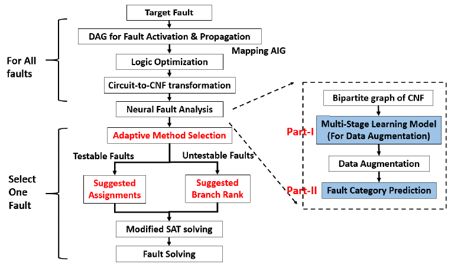 Target Fault
DAG for Fault Activation & Propagation
Mapping AIG
For All
faults
Logic Optimization
Circuit-to-CNF transformation
Neural Fault Analysis
Adaptive Method Selection
Testable Faults
Untestable Faults
Select
One
Fault
Suggested
Assignments
Suggested
Branch Rank
Modified SAT solving
Fault Solving
Bipartite graph of CNF
Part-I
Multi-Stage Learning Model
(For Data Augmentation)
Data Augmentation
Part-II
Fault Category Prediction